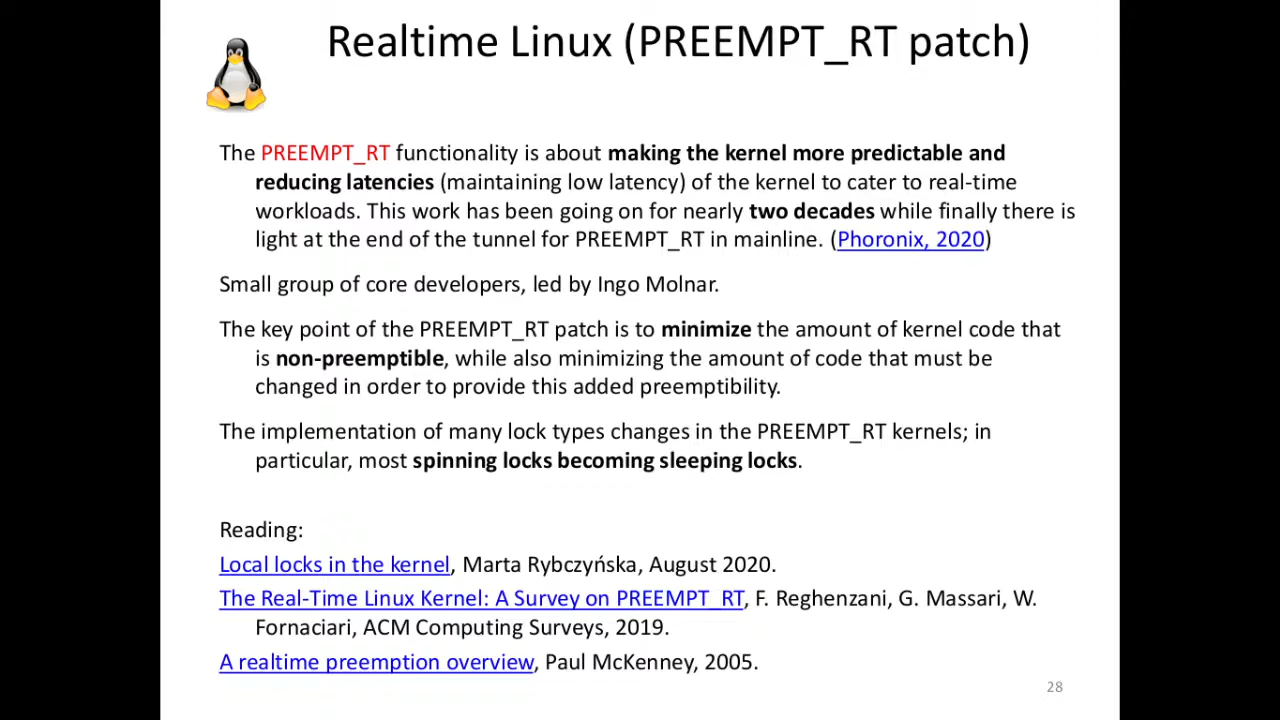 Realtime Linux (PREEMPT_RT patch)
The PREEMPT_RT functionality is about making the kernel more predictable and
reducing latencies (maintaining low latency) of the kernel to cater to real-time
workloads. This work has been going on for nearly two decades while finally there is
light at the end of the tunnel for PREEMPT_RT in mainline. (Phoronix, 2020)
Small group of core developers, led by Ingo Molnar.
The key point of the PREEMPT_RT patch is to minimize the amount of kernel code that
is non-preemptible, while also minimizing the amount of code that must be
changed in order to provide this added preemptibility.
The implementation of many lock types changes in the PREEMPT_RT kernels; in
particular, most spinning locks becoming sleeping locks.
Reading:
Local locks in the kernel, Marta Rybczyńska, August 2020.
The Real-Time Linux Kernel: A Survey on PREEMPT_RT, F. Reghenzani, G. Massari, W.
Fornaciari, ACM Computing Surveys, 2019.
A realtime preemption overview, Paul McKenney, 2005.
28